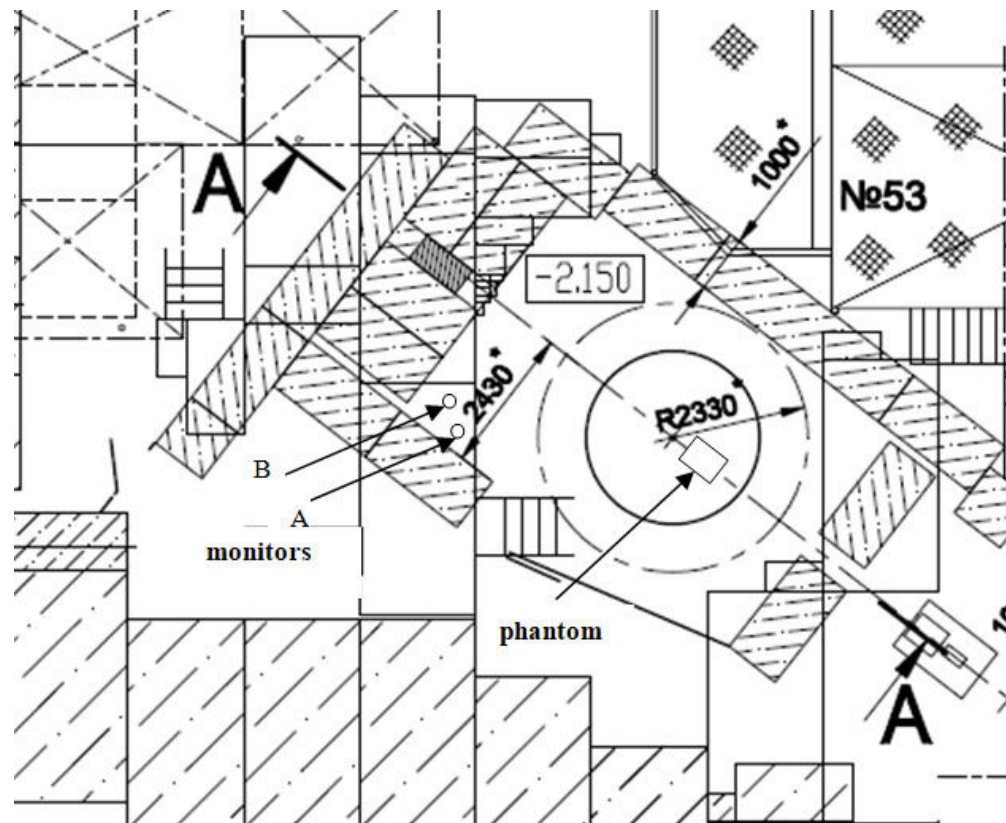 A
1000*
№53
-2.150
2430*
R2330*
B
A
monitors
phantom
A